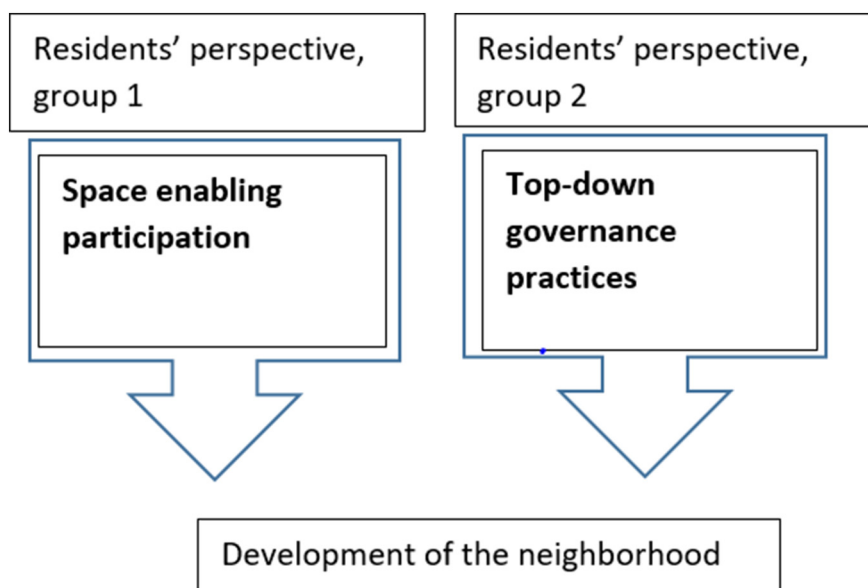 Residents’ perspective,
group 1
Residents’ perspective,
group 2
Space enabling
participation
Top-down
governance
practices
Development of the neighborhood